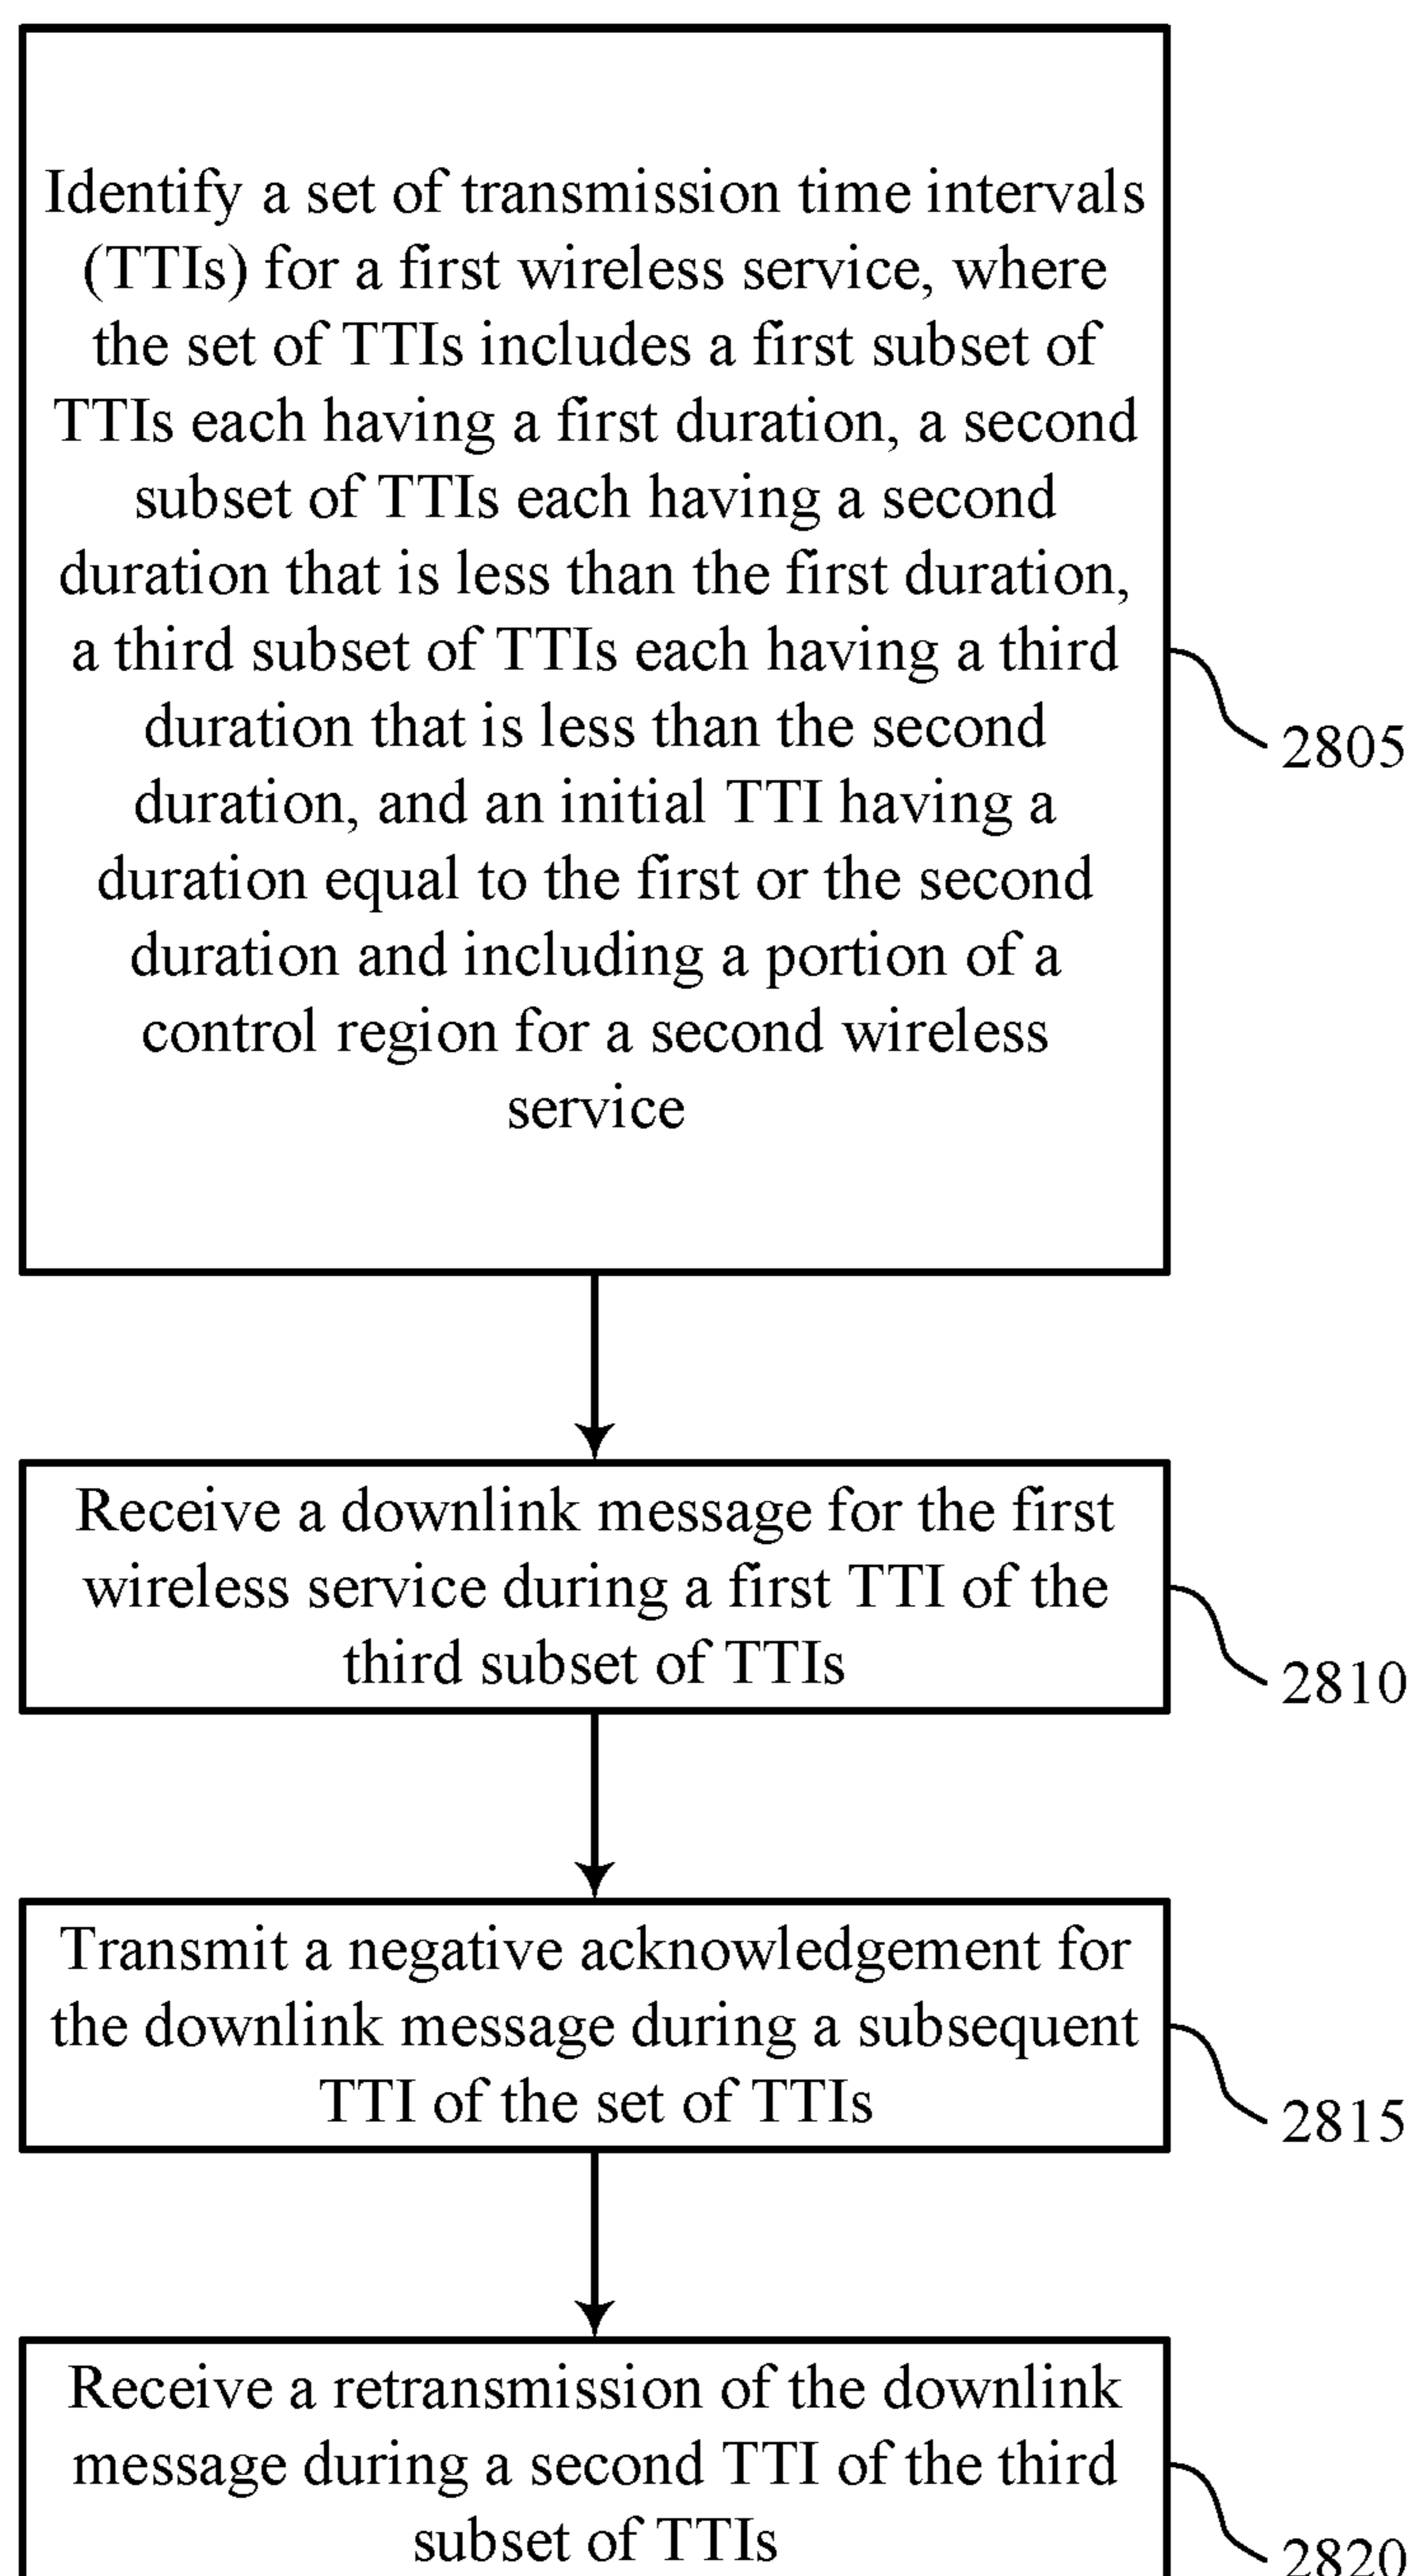 Identify a set of transmission time intervals
(TTIs) for a first wireless service, where
the set of TTIs includes a first subset of
TTIs each having a first duration, a second
subset of TTIs each having a second
duration that is less than the first duration,
a third subset of TTIs each having a third
duration that is less than the second
duration, and an initial TTI having a
duration equal to the first or the second
duration and including a portion of a
control region for a second wireless
service
2805
Receive a downlink message for the first
wireless service during a first TTI of the
third subset of TTIs
2810
Transmit a negative acknowledgement for
the downlink message during a subsequent
TTI of the set of TTIs
2815
Receive a retransmission of the downlink
message during a second TTI of the third
subset of TTIs
2820